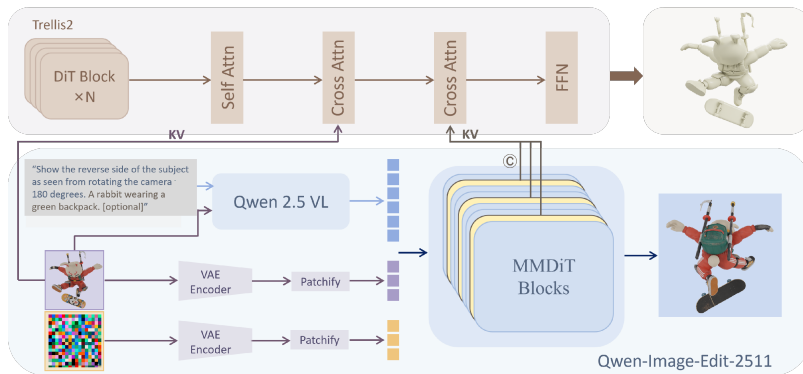 Trellis2
DiT Block
×N
Self Attn
Cross Attn
Cross Attn
FFN
KV
KV
©
"Show the reverse side of the subject
as seen from rotating the camera
180 degrees. A rabbit wearing a
green backpack. [optional]"
Qwen 2.5 VL
VAE
Encoder
Patchify
VAE
Encoder
Patchify
MMDiT
Blocks
Qwen-Image-Edit-2511